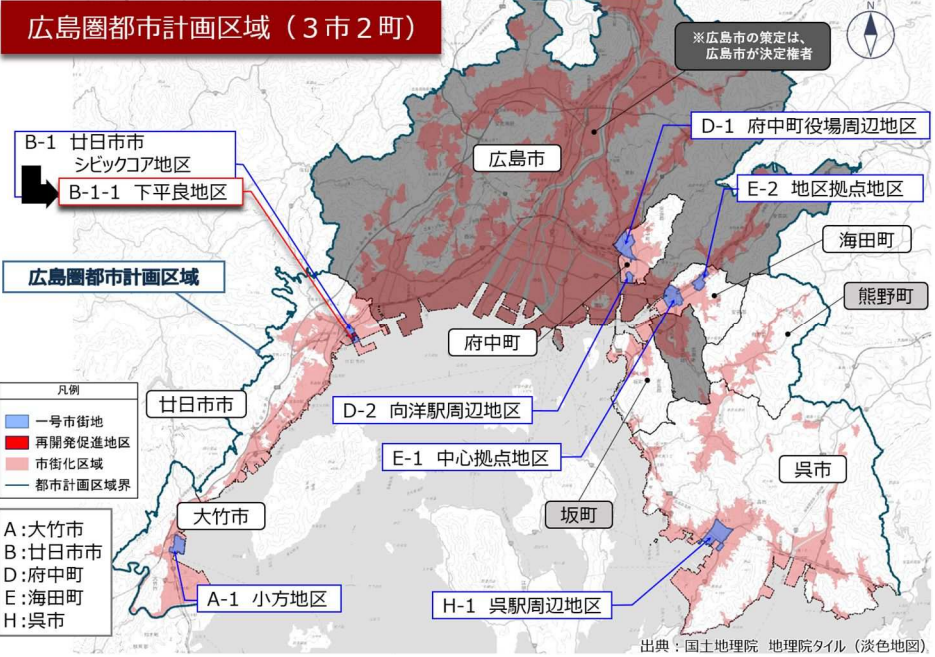 広島圏都市計画区域（３市２町）
N
※広島市の策定は、
広島市が決定権者
B-1 廿日市市
シビックコア地区
B-1-1 下平良地区
D-1 府中町役場周辺地区
広島市
E-2 地区拠点地区
海田町
広島圏都市計画区域
熊野町
府中町
凡例
一号市街地
再開発促進地区
市街化区域
都市計画区域界
廿日市市
D-2 向洋駅周辺地区
E-1 中心拠点地区
呉市
大竹市
坂町
A:大竹市
B:廿日市市
D:府中町
E:海田町
H:呉市
A-1 小方地区
H-1 呉駅周辺地区
出典：国土地理院 地理院タイル（淡色地図）
1